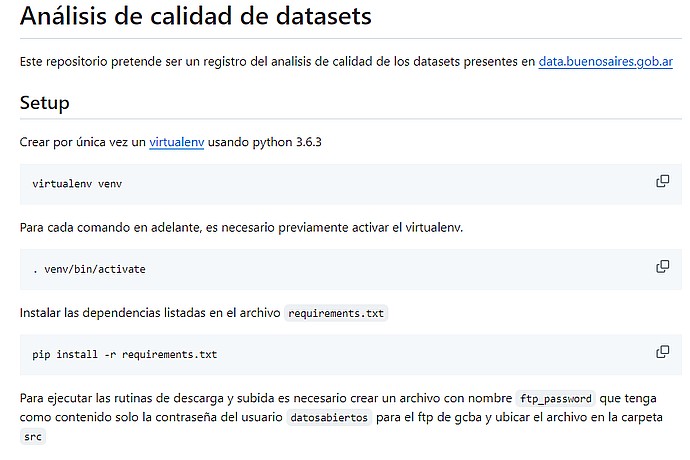 Análisis de calidad de datasets
Este repositorio pretende ser un registro del analisis de calidad de los datasets presentes en data.buenosaires.gob.ar
Setup
Crear por única vez un virtualenv usando python 3.6.3
virtualenv venv
Para cada comando en adelante, es necesario previamente activar el virtualenv.
. venv/bin/activate
Instalar las dependencias listadas en el archivo requirements.txt
pip install -r requirements.txt
Para ejecutar las rutinas de descarga y subida es necesario crear un archivo con nombre ftp_password que tenga
como contenido solo la contraseña del usuario datosabiertos para el ftp de gcba y ubicar el archivo en la carpeta
src